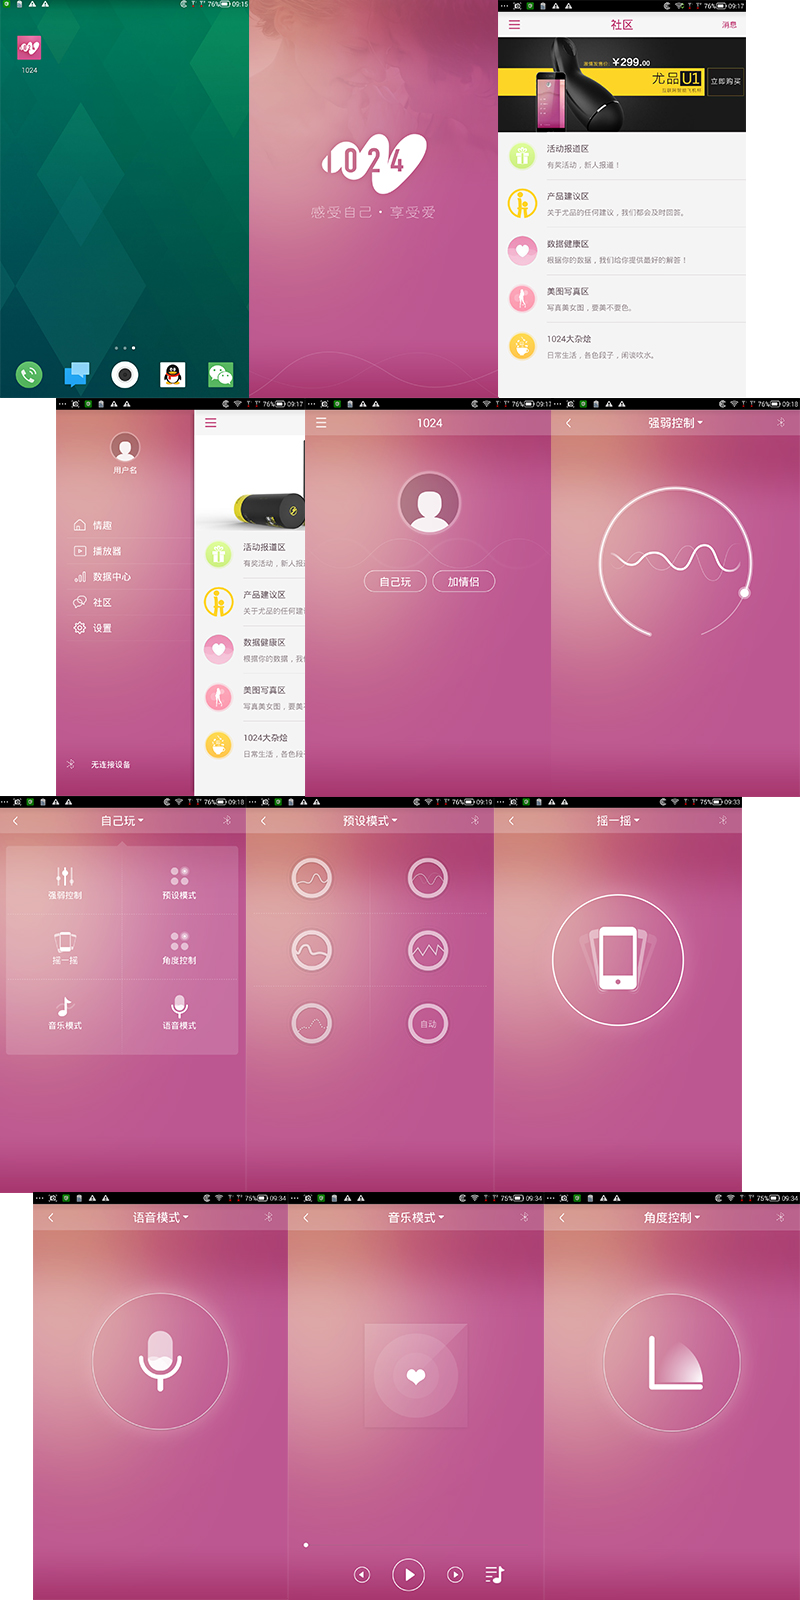 76% 09:15
1024
1024
感受自己·享受爱
76% 09:17
社区
消息
激情发售价: ¥299.00
尤品U1
立即购买
活动报道区
有奖活动，新人报道！
产品建议区
关于尤品的任何建议，我们都会及时回答。
数据健康区
根据你的数据，我们给你提供最好的解答！
美图写真区
写真美女图，要美不要色。
1024大杂烩
日常生活，各色段子，闲谈吹水。
76% 09:17
用户名
情趣
播放器
数据中心
社区
设置
无连接设备
活动报道区
有奖活动，新人报
产品建议区
关于尤品的任何建
数据健康区
根据你的数据，我
美图写真区
写真美女图，要美
1024大杂烩
日常生活，各色段子
76% 09:1
1024
自己玩
加情侣
76% 09:18
强弱控制
76% 09:18
自己玩
强弱控制
预设模式
摇一摇
角度控制
音乐模式
语音模式
76% 09:19
预设模式
自动
75% 09:33
摇一摇
75% 09:34
语音模式
75% 09:34
音乐模式
75% 09:34
角度控制